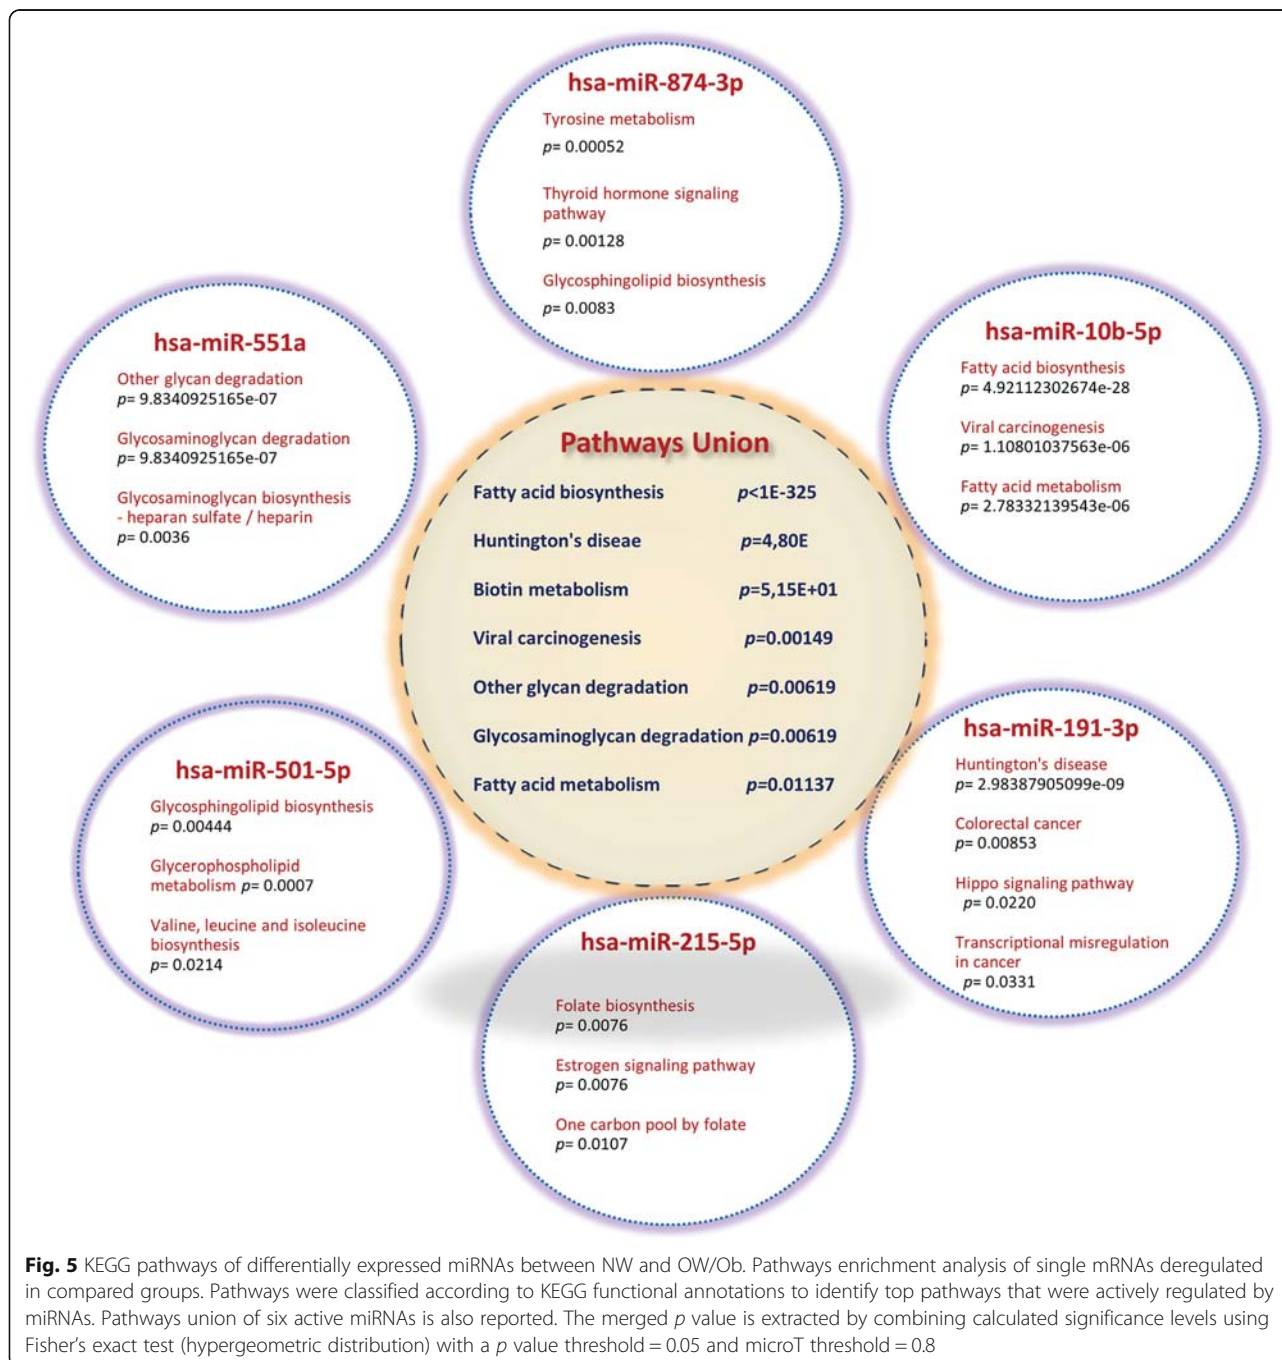 hsa-miR-874-3p
Tyrosine metabolism
p= 0.00052
Thyroid hormone signaling
pathway
p= 0.00128
Glycosphingolipid biosynthesis
p= 0.0083
hsa-miR-551a
Other glycan degradation
p= 9.8340925165e-07
Glycosaminoglycan degradation
p= 9.8340925165e-07
Glycosaminoglycan biosynthesis
- heparan sulfate / heparin
p= 0.0036
hsa-miR-10b-5p
Fatty acid biosynthesis
p= 4.92112302674e-28
Viral carcinogenesis
p= 1.10801037563e-06
Fatty acid metabolism
p= 2.78332139543e-06
Pathways Union
Fatty acid biosynthesis p<1E-325
Huntington's diseae p=4,80E
Biotin metabolism p=5,15E+01
Viral carcinogenesis p=0.00149
Other glycan degradation p=0.00619
Glycosaminoglycan degradation p=0.00619
Fatty acid metabolism p=0.01137
hsa-miR-501-5p
Glycosphingolipid biosynthesis
p= 0.00444
Glycerophospholipid
metabolism p= 0.0007
Valine, leucine and isoleucine
biosynthesis
p= 0.0214
hsa-miR-191-3p
Huntington's disease
p= 2.98387905099e-09
Colorectal cancer
p= 0.00853
Hippo signaling pathway
p= 0.0220
Transcriptional misregulation
in cancer
p= 0.0331
hsa-miR-215-5p
Folate biosynthesis
p= 0.0076
Estrogen signaling pathway
p= 0.0076
One carbon pool by folate
p= 0.0107
Fig. 5 KEGG pathways of differentially expressed miRNAs between NW and OW/Ob. Pathways enrichment analysis of single mRNAs deregulated
in compared groups. Pathways were classified according to KEGG functional annotations to identify top pathways that were actively regulated by
miRNAs. Pathways union of six active miRNAs is also reported. The merged p value is extracted by combining calculated significance levels using
Fisher's exact test (hypergeometric distribution) with a p value threshold = 0.05 and microT threshold = 0.8